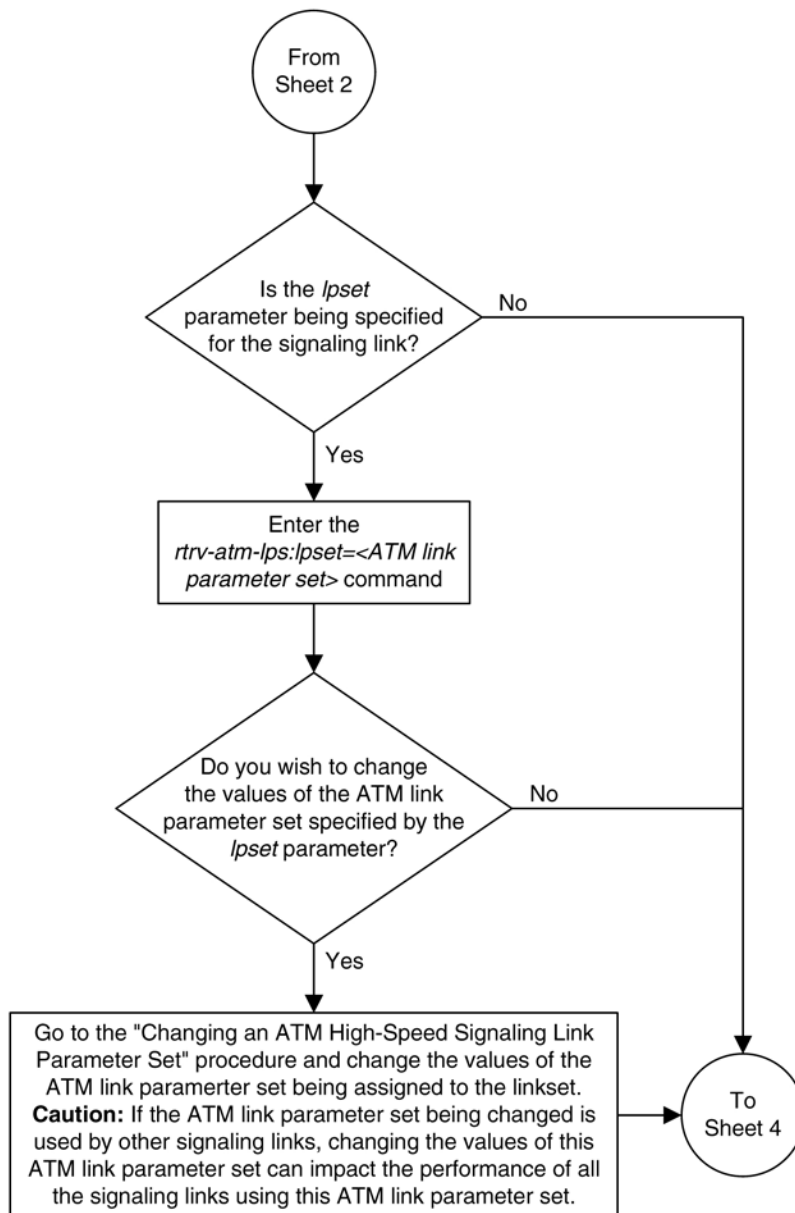 From
Sheet 2
Is the lpset
parameter being specified
for the signaling link?
No
Yes
Enter the
rtrv-atm-lps:lpset=<ATM link
parameter set> command
Do you wish to change
the values of the ATM link
parameter set specified by the
lpset parameter?
No
Yes
Go to the "Changing an ATM High-Speed Signaling Link
Parameter Set" procedure and change the values of the
ATM link paramerter set being assigned to the linkset.
Caution: If the ATM link parameter set being changed is
used by other signaling links, changing the values of this
ATM link parameter set can impact the performance of all
the signaling links using this ATM link parameter set.
To
Sheet 4